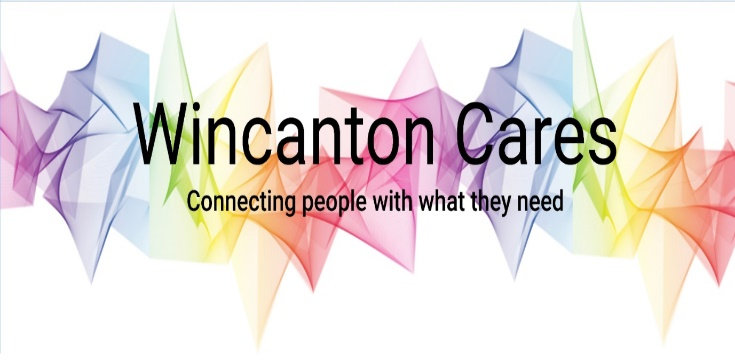 Wincanton Cares
Connecting people with what they need